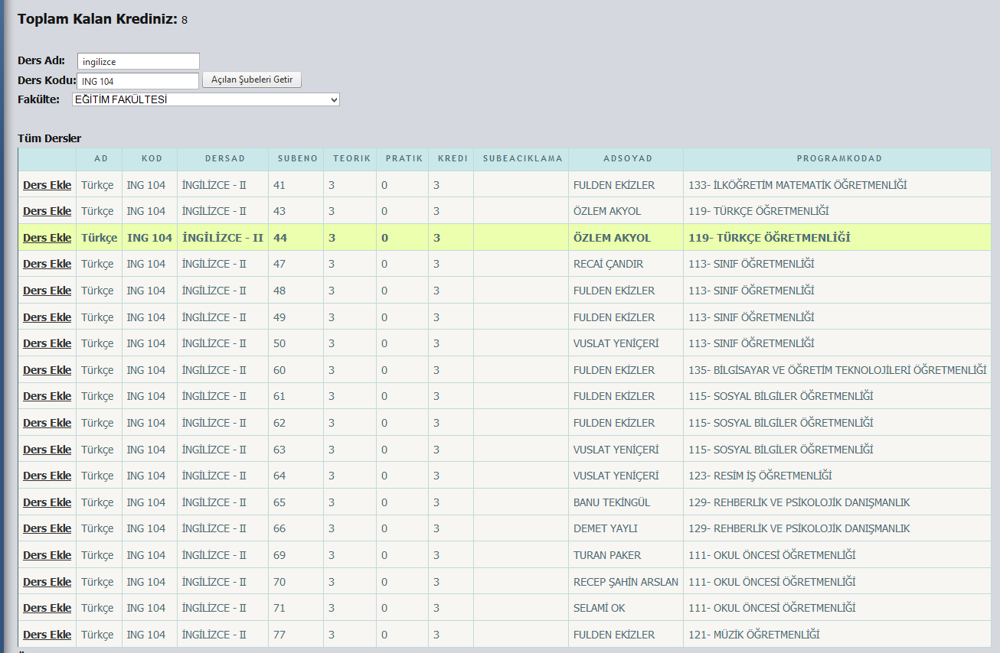 Toplam Kalan Krediniz: 8
Ders Adı: ingilizce
Ders Kodu: ING 104 Açılan Şubeleri Getir
Fakülte: EĞİTİM FAKÜLTESİ
Tüm Dersler
AD KOD DERSAD SUBENO TEORIK PRATIK KREDI SUBEACIKLAMA ADSOYAD PROGRAMKODAD
Ders Ekle Türkçe ING 104 İNGİLİZCE - II 41 3 0 3 FULDEN EKİZLER 133- İLKÖĞRETİM MATEMATİK ÖĞRETMENLİĞİ
Ders Ekle Türkçe ING 104 İNGİLİZCE - II 43 3 0 3 ÖZLEM AKYOL 119- TÜRKÇE ÖĞRETMENLİĞİ
Ders Ekle Türkçe ING 104 İNGİLİZCE - II 44 3 0 3 ÖZLEM AKYOL 119- TÜRKÇE ÖĞRETMENLİĞİ
Ders Ekle Türkçe ING 104 İNGİLİZCE - II 47 3 0 3 RECAİ ÇANDIR 113- SINIF ÖĞRETMENLİĞİ
Ders Ekle Türkçe ING 104 İNGİLİZCE - II 48 3 0 3 FULDEN EKİZLER 113- SINIF ÖĞRETMENLİĞİ
Ders Ekle Türkçe ING 104 İNGİLİZCE - II 49 3 0 3 FULDEN EKİZLER 113- SINIF ÖĞRETMENLİĞİ
Ders Ekle Türkçe ING 104 İNGİLİZCE - II 50 3 0 3 VUSLAT YENİÇERİ 113- SINIF ÖĞRETMENLİĞİ
Ders Ekle Türkçe ING 104 İNGİLİZCE - II 60 3 0 3 FULDEN EKİZLER 135- BİLGİSAYAR VE ÖĞRETİM TEKNOLOJİLERİ ÖĞRETMENLİĞİ
Ders Ekle Türkçe ING 104 İNGİLİZCE - II 61 3 0 3 FULDEN EKİZLER 115- SOSYAL BİLGİLER ÖĞRETMENLİĞİ
Ders Ekle Türkçe ING 104 İNGİLİZCE - II 62 3 0 3 FULDEN EKİZLER 115- SOSYAL BİLGİLER ÖĞRETMENLİĞİ
Ders Ekle Türkçe ING 104 İNGİLİZCE - II 63 3 0 3 VUSLAT YENİÇERİ 115- SOSYAL BİLGİLER ÖĞRETMENLİĞİ
Ders Ekle Türkçe ING 104 İNGİLİZCE - II 64 3 0 3 VUSLAT YENİÇERİ 123- RESİM İŞ ÖĞRETMENLİĞİ
Ders Ekle Türkçe ING 104 İNGİLİZCE - II 65 3 0 3 BANU TEKİNGÜL 129- REHBERLİK VE PSİKOLOJİK DANIŞMANLIK
Ders Ekle Türkçe ING 104 İNGİLİZCE - II 66 3 0 3 DEMET YAYLI 129- REHBERLİK VE PSİKOLOJİK DANIŞMANLIK
Ders Ekle Türkçe ING 104 İNGİLİZCE - II 69 3 0 3 TURAN PAKER 111- OKUL ÖNCESİ ÖĞRETMENLİĞİ
Ders Ekle Türkçe ING 104 İNGİLİZCE - II 70 3 0 3 RECEP ŞAHİN ARSLAN 111- OKUL ÖNCESİ ÖĞRETMENLİĞİ
Ders Ekle Türkçe ING 104 İNGİLİZCE - II 71 3 0 3 SELAMİ OK 111- OKUL ÖNCESİ ÖĞRETMENLİĞİ
Ders Ekle Türkçe ING 104 İNGİLİZCE - II 77 3 0 3 FULDEN EKİZLER 121- MÜZİK ÖĞRETMENLİĞİ